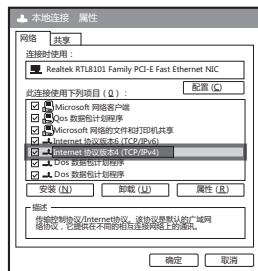 本地连接 属性
网络
共享
连接时使用：
Realtek RTL8101 Family PCI-E Fast Ethernet NIC
配置 (C)
此连接使用下列项目 (O) ：
Microsoft 网络客户端
Qos 数据包计划程序
Microsoft 网络的文件和打印机共享
Internet 协议版本6 (TCP/IPv6)
Internet 协议版本4 (TCP/IPv4)
Dos 数据包计划程序
Dos 数据包计划程序
安装 (N) 卸载 (U) 属性 (R)
描述
传输控制协议/Internet协议。该协议是默认的广域网
络协议，它提供在不同的相互连接网络上的通讯。
确定 取消